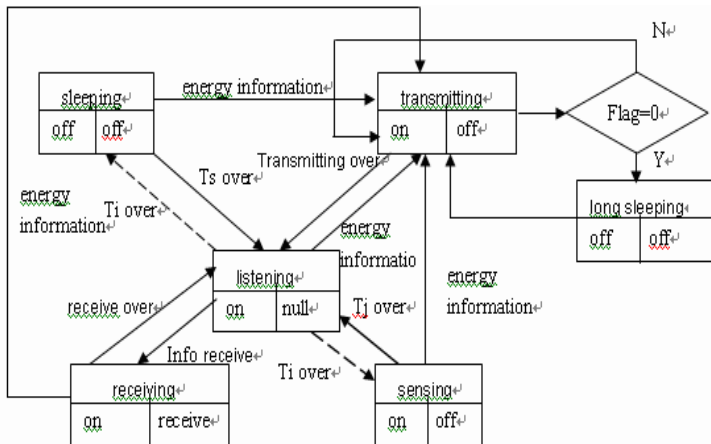 N
sleeping
energy information
transmitting
off off
on off
Flag=0
Transmitting over
Ts over
Y
energy
information
Ti over
long sleeping
off off
energy
informatio
listening
on null
energy
information
receive over
Tj over
Info receive
Ti over
receiving
on receive
sensing
on off